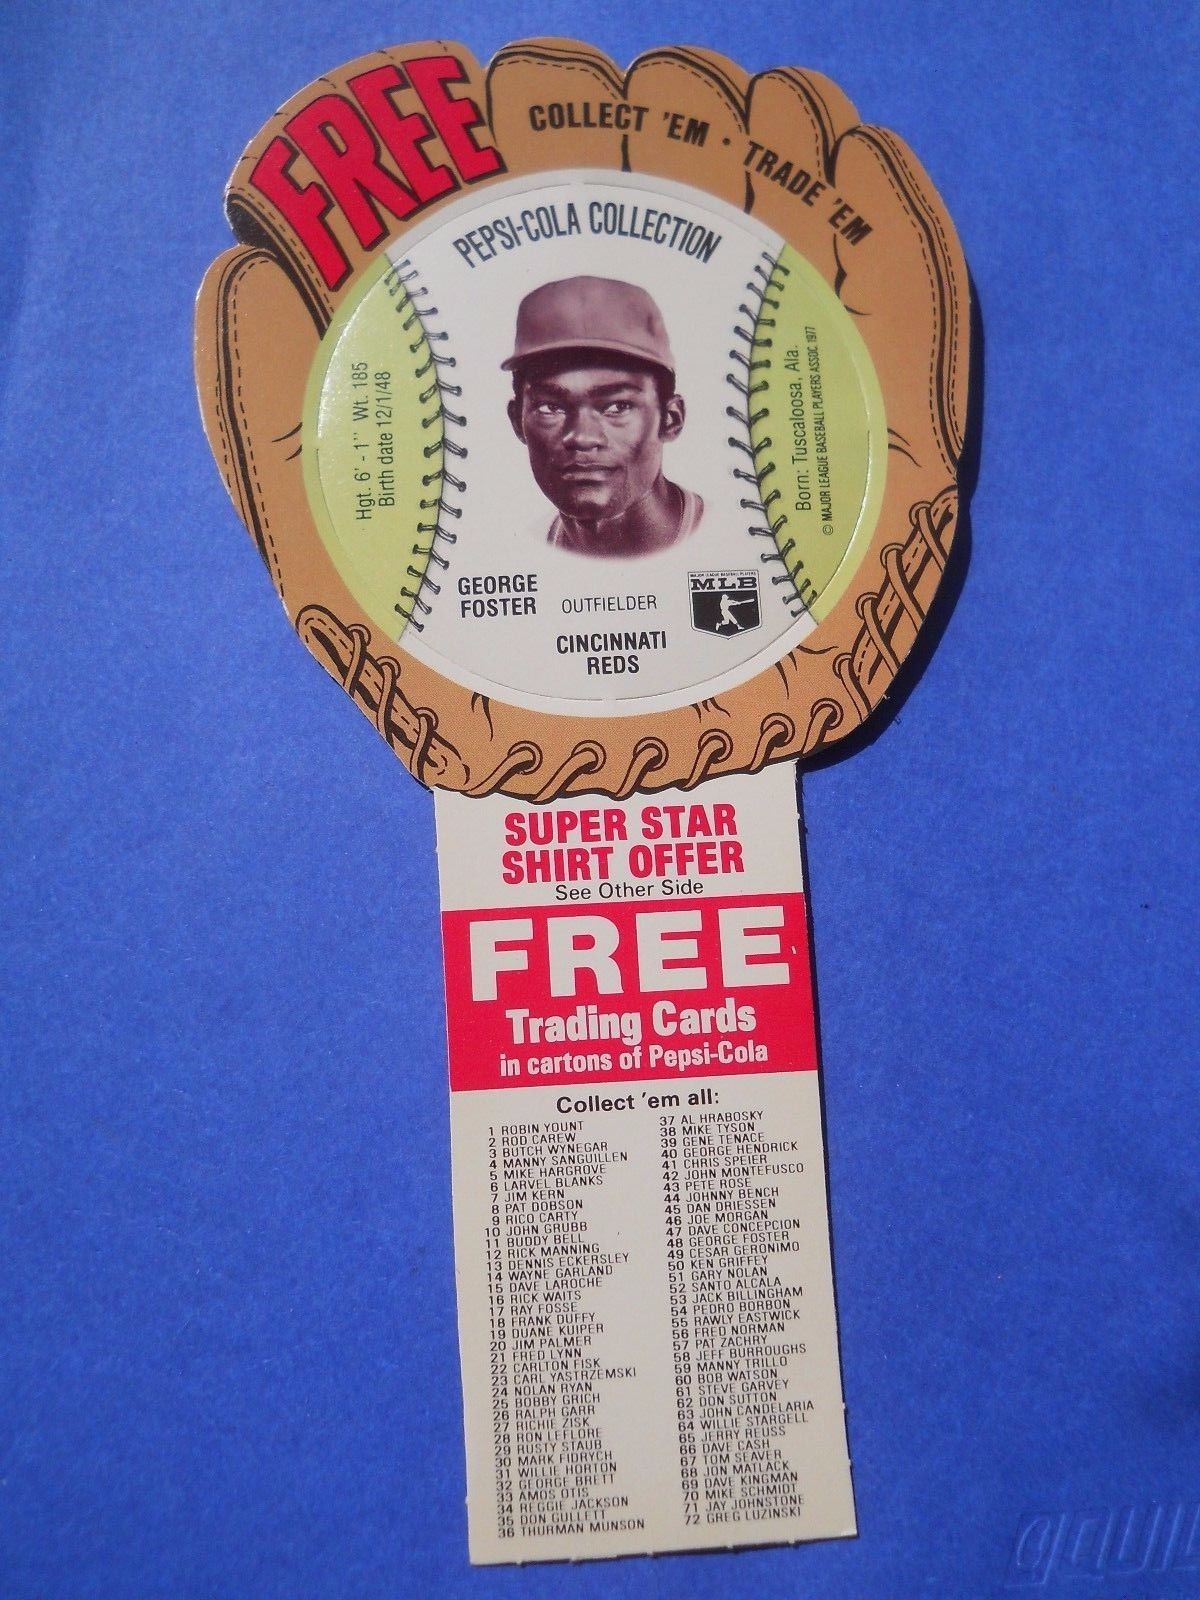 FREE
COLLECT 'EM • TRADE 'EM
PEPSI-COLA COLLECTION
Hgt. 6' - 1" Wt. 185
Birth date 12/1/48
Born: Tuscaloosa, Ala.
© MAJOR LEAGUE BASEBALL PLAYERS ASSOC 1977
GEORGE
FOSTER
OUTFIELDER
MAJOR LEAGUE BASEBALL PLAYERS
MLB
CINCINNATI
REDS
SUPER STAR
SHIRT OFFER
See Other Side
FREE
Trading Cards
in cartons of Pepsi-Cola
Collect 'em all:
1 ROBIN YOUNT
2 ROD CAREW
3 BUTCH WYNEGAR
4 MANNY SANGUILLEN
5 MIKE HARGROVE
6 LARVEL BLANKS
7 JIM KERN
8 PAT DOBSON
9 RICO CARTY
10 JOHN GRUBB
11 BUDDY BELL
12 RICK MANNING
13 DENNIS ECKERSLEY
14 WAYNE GARLAND
15 DAVE LAROCHE
16 RICK WAITS
17 RAY FOSSE
18 FRANK DUFFY
19 DUANE KUIPER
20 JIM PALMER
21 FRED LYNN
22 CARLTON FISK
23 CARL YASTRZEMSKI
24 NOLAN RYAN
25 BOBBY GRICH
26 RALPH GARR
27 RICHIE ZISK
28 RON LEFLORE
29 RUSTY STAUB
30 MARK FIDRYCH
31 WILLIE HORTON
32 GEORGE BRETT
33 AMOS OTIS
34 REGGIE JACKSON
35 DON GULLETT
36 THURMAN MUNSON
37 AL HRABOSKY
38 MIKE TYSON
39 GENE TENACE
40 GEORGE HENDRICK
41 CHRIS SPEIER
42 JOHN MONTEFUSCO
43 PETE ROSE
44 JOHNNY BENCH
45 DAN DRIESSEN
46 JOE MORGAN
47 DAVE CONCEPCION
48 GEORGE FOSTER
49 CESAR GERONIMO
50 KEN GRIFFEY
51 GARY NOLAN
52 SANTO ALCALA
53 JACK BILLINGHAM
54 PEDRO BORBON
55 RAWLY EASTWICK
56 FRED NORMAN
57 PAT ZACHRY
58 JEFF BURROUGHS
59 MANNY TRILLO
60 BOB WATSON
61 STEVE GARVEY
62 DON SUTTON
63 JOHN CANDELARIA
64 WILLIE STARGELL
65 JERRY REUSS
66 DAVE CASH
67 TOM SEAVER
68 JON MATLACK
69 DAVE KINGMAN
70 MIKE SCHMIDT
71 JAY JOHNSTONE
72 GREG LUZINSKI